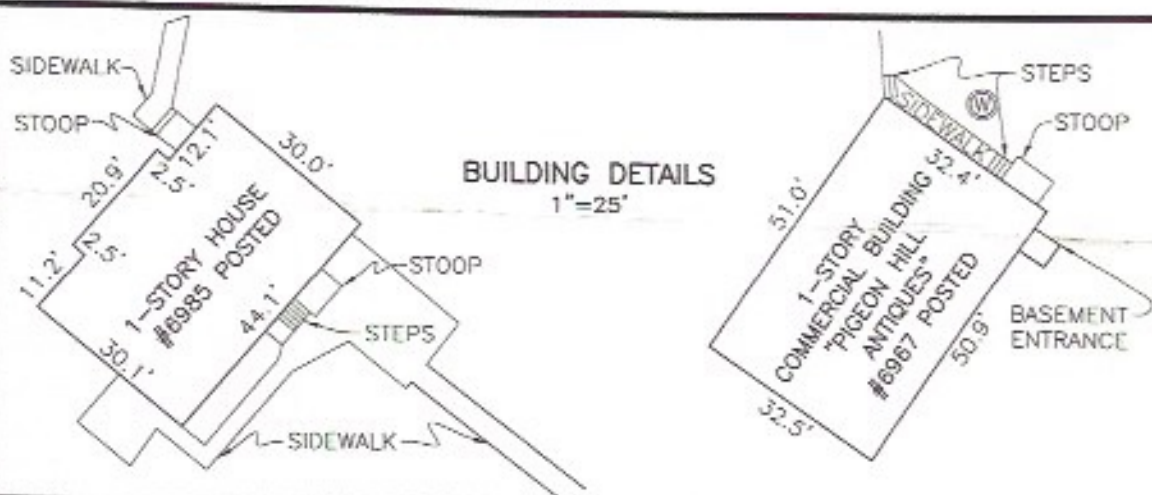 SIDEWALK
STOOP
20.9'
2.5'
12.1'
30.0'
11.2'
2.5'
1-STORY HOUSE
#6985 POSTED
44.1'
30.1'
STOOP
STEPS
SIDEWALK
BUILDING DETAILS
1"=25'
STEPS
W
SIDEWALK
STOOP
32.4'
51.0'
1-STORY
COMMERCIAL BUILDING
"PIGEON HILL
ANTIQUES"
#6967 POSTED
50.9'
32.5'
BASEMENT
ENTRANCE